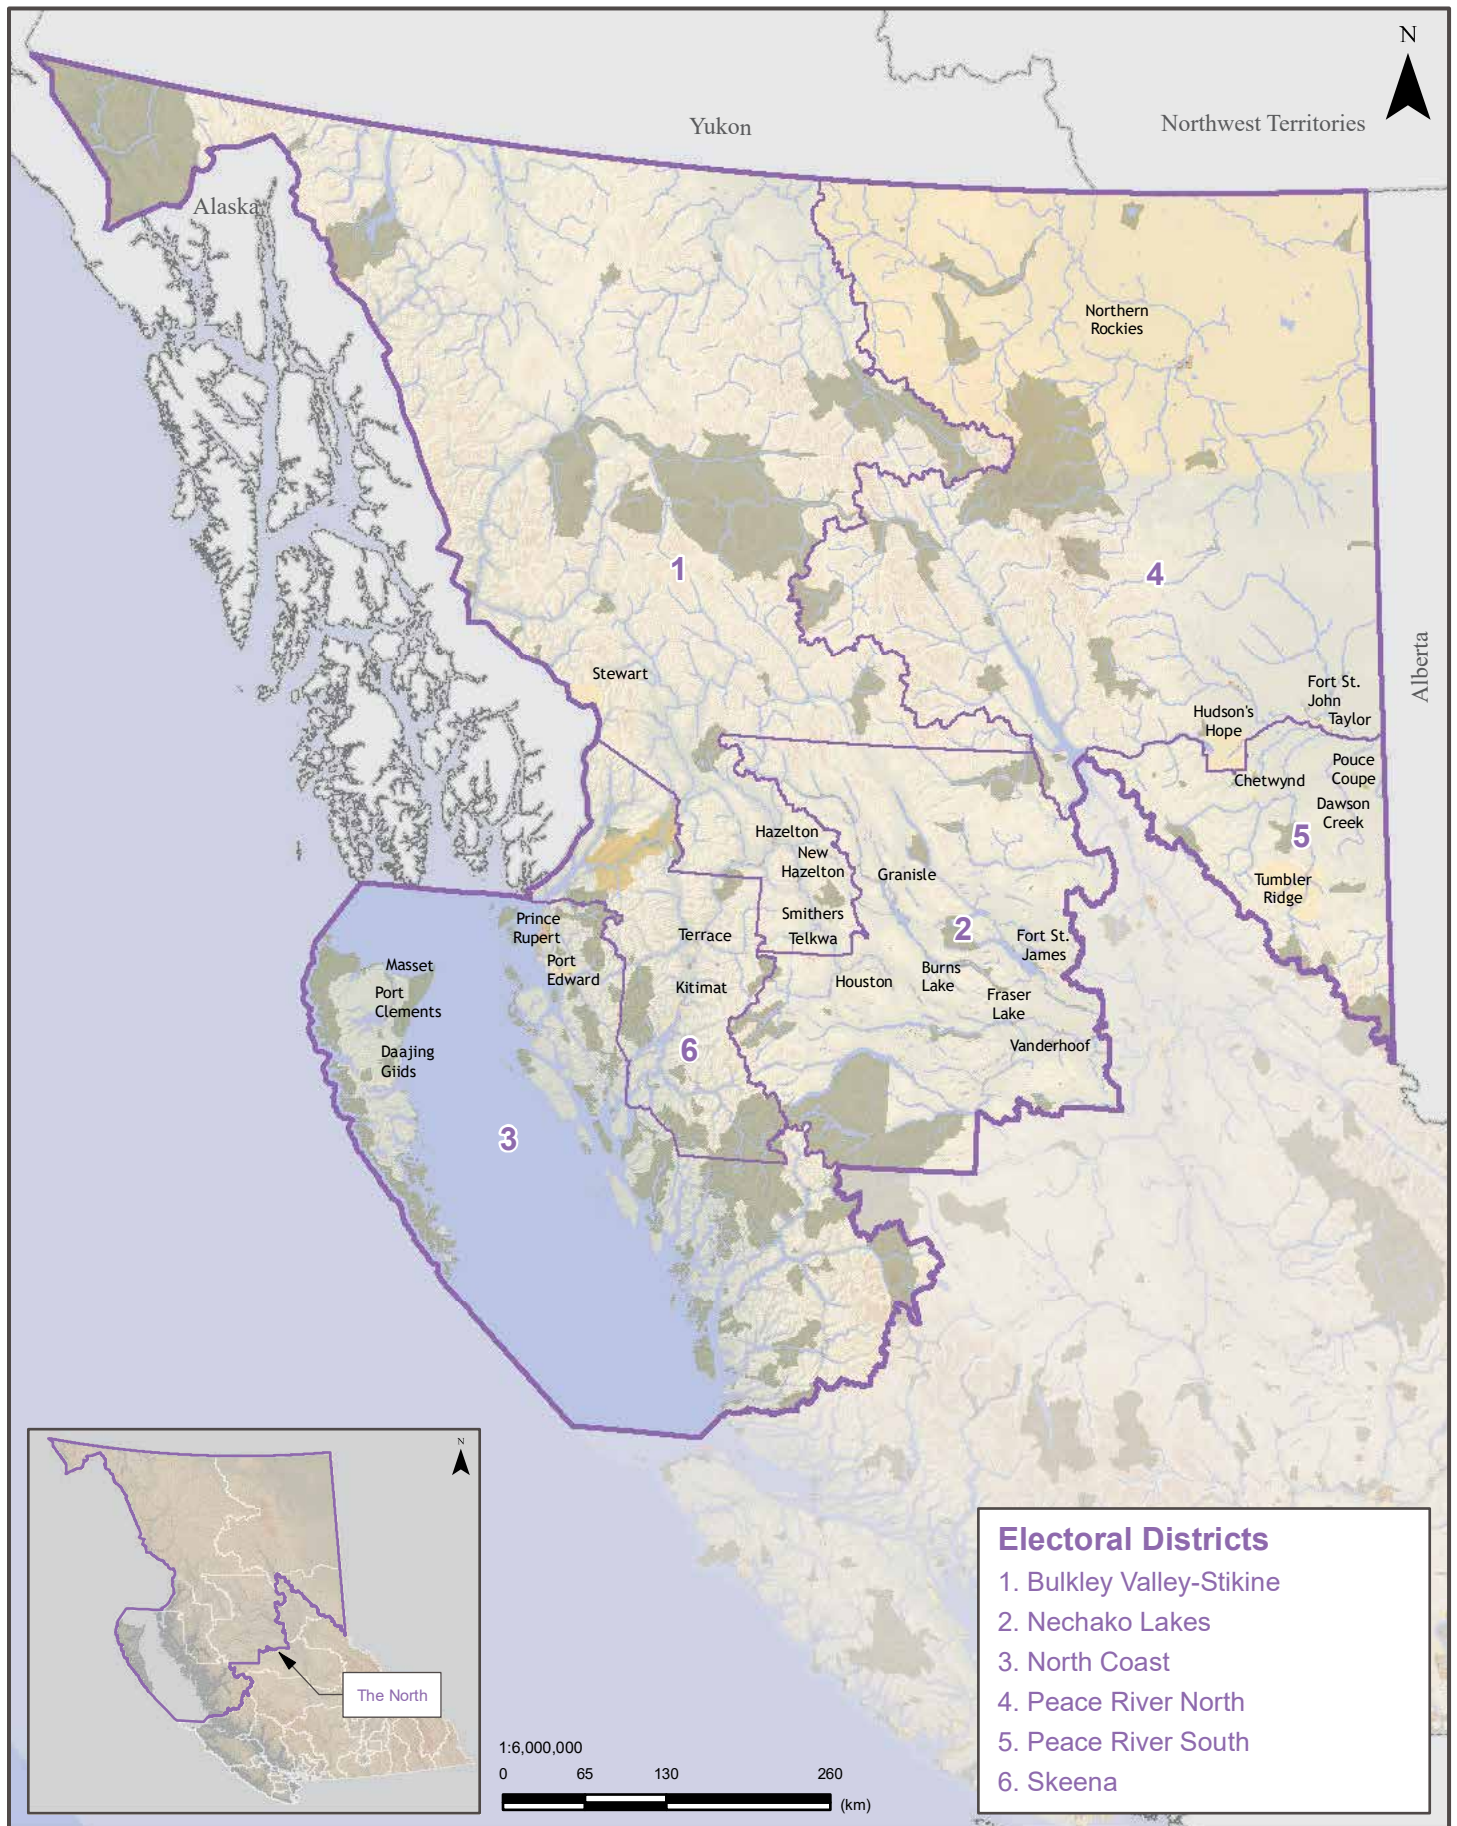 N
Yukon
Northwest Territories
Alaska
Northern
Rockies
1
4
Alberta
Stewart
Fort St.
John
Taylor
Hudson's
Hope
Pouce
Coupe
Chetwynd
Dawson
Creek
5
Hazelton
New
Hazelton
Granisle
Tumbler
Ridge
Smithers
Telkwa
2
Prince
Rupert
Terrace
Fort St.
James
Port
Edward
Masset
Port
Clements
Kitimat
Houston
Burns
Lake
Fraser
Lake
Daajing
Giids
6
Vanderhoof
3
N
The North
1:6,000,000
0 65 130 260
(km)
Electoral Districts
1. Bulkley Valley-Stikine
2. Nechako Lakes
3. North Coast
4. Peace River North
5. Peace River South
6. Skeena